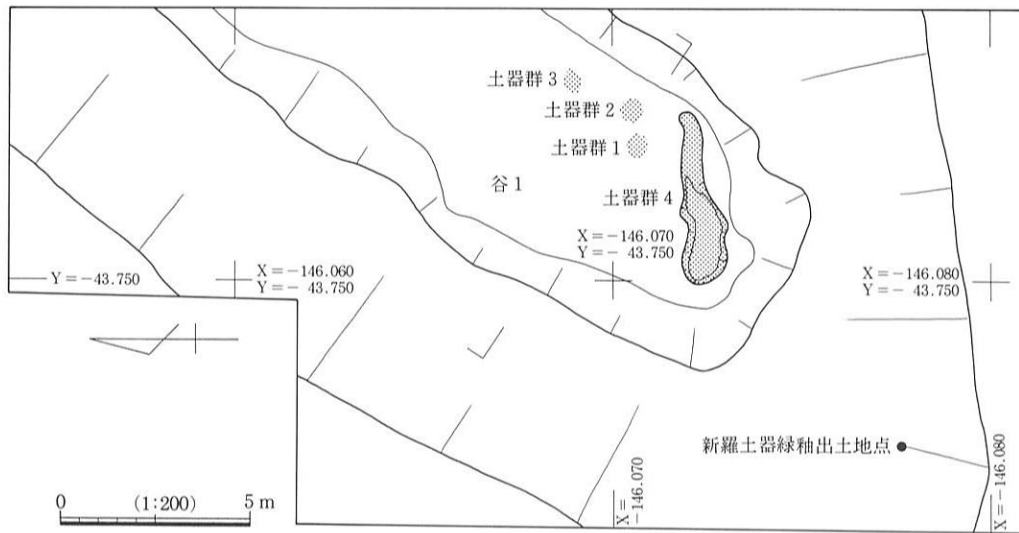 土器群3
土器群2
土器群1
谷1
土器群4
X=-146.070
Y=- 43.750
Y=-43.750
X=-146.060
Y=- 43.750
X=-146.080
Y=- 43.750
新羅土器緑釉出土地点
X=
-146.070
X=-146.080
0 (1:200) 5 m